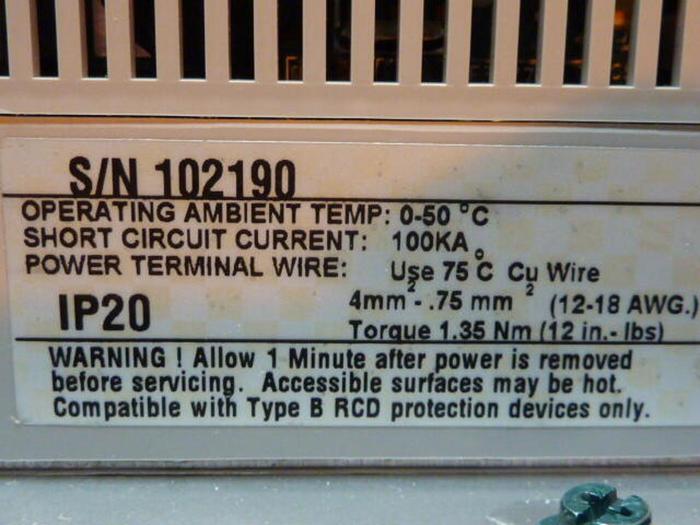 S/N 102190
OPERATING AMBIENT TEMP: 0-50 °C
SHORT CIRCUIT CURRENT: 100KA
POWER TERMINAL WIRE: Use 75°C Cu Wire
4mm² - .75 mm² (12-18 AWG.)
IP20
Torque 1.35 Nm (12 in.- lbs)
WARNING ! Allow 1 Minute after power is removed
before servicing. Accessible surfaces may be hot.
Compatible with Type B RCD protection devices only.